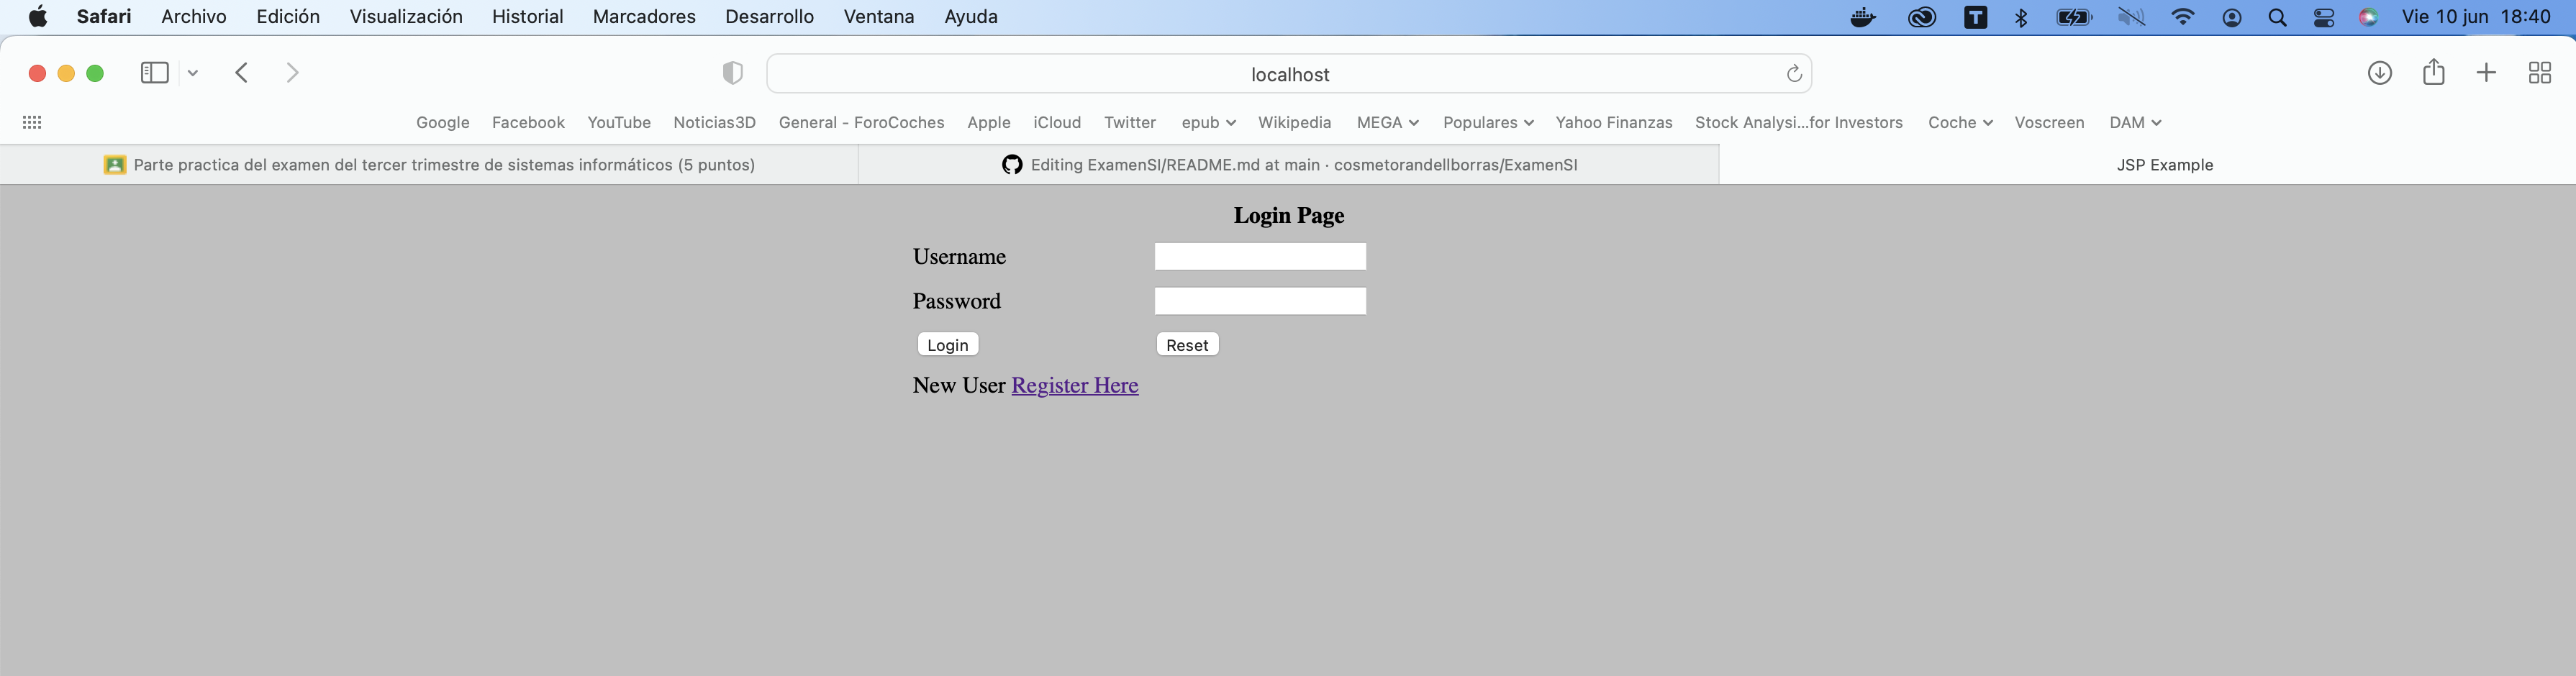 Safari Archivo Edición Visualización Historial Marcadores Desarrollo Ventana Ayuda T Vie 10 jun 18:40
localhost
Google Facebook YouTube Noticias3D General - ForoCoches Apple iCloud Twitter epub Wikipedia MEGA Populares Yahoo Finanzas Stock Analysi...for Investors Coche Voscreen DAM
Parte practica del examen del tercer trimestre de sistemas informáticos (5 puntos) Editing ExamenSI/README.md at main · cosmetorandellborras/ExamenSI JSP Example
Login Page
Username
Password
Login Reset
New User Register Here